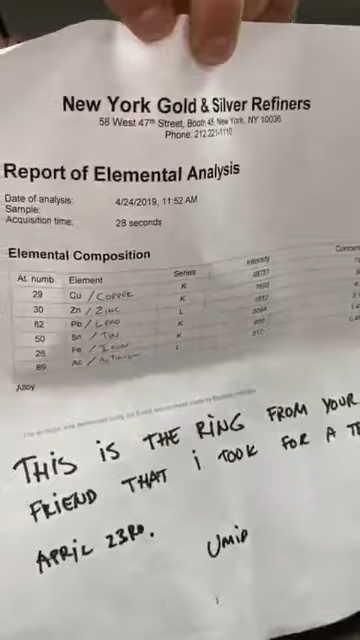 New York Gold & Silver Refiners
58 West 47th Street, Booth 45, New York, NY 10036
Phone: 212.221-1110
Report of Elemental Analysis
Date of analysis: 4/24/2019, 11:52 AM
Sample:
Acquisition time: 28 seconds
Elemental Composition
At. numb Element Series Intensity
29 Cu / COPPER K
30 Zn / ZINC K
82 Pb / LEAD L
50 Sn / TIN K
26 Fe / IRON K
89 Ac / L
Alloy
THIS iS THE RiNG FROM YOUR
FRiEND THAT i TOOK FOR A
APRiL 23RD.